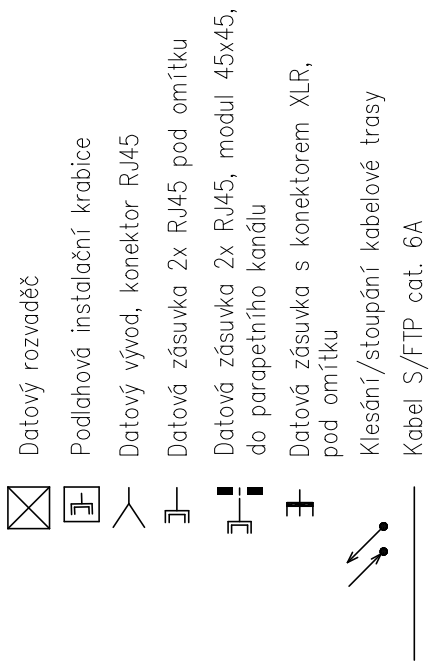 Datový rozvaděč
Podlahová instalační krabice
Datový vývod, konektor RJ45
Datová zásuvka 2x RJ45 pod omítku
Datová zásuvka 2x RJ45, modul 45x45,
do parapetního kanálu
Datová zásuvka s konektorem XLR,
pod omítku
Klesání/stoupání kabelové trasy
Kabel S/FTP cat. 6A